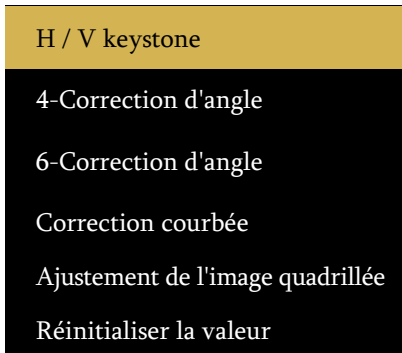 H / V keystone
4-Correction d'angle
6-Correction d'angle
Correction courbée
Ajustement de l'image quadrillée
Réinitialiser la valeur